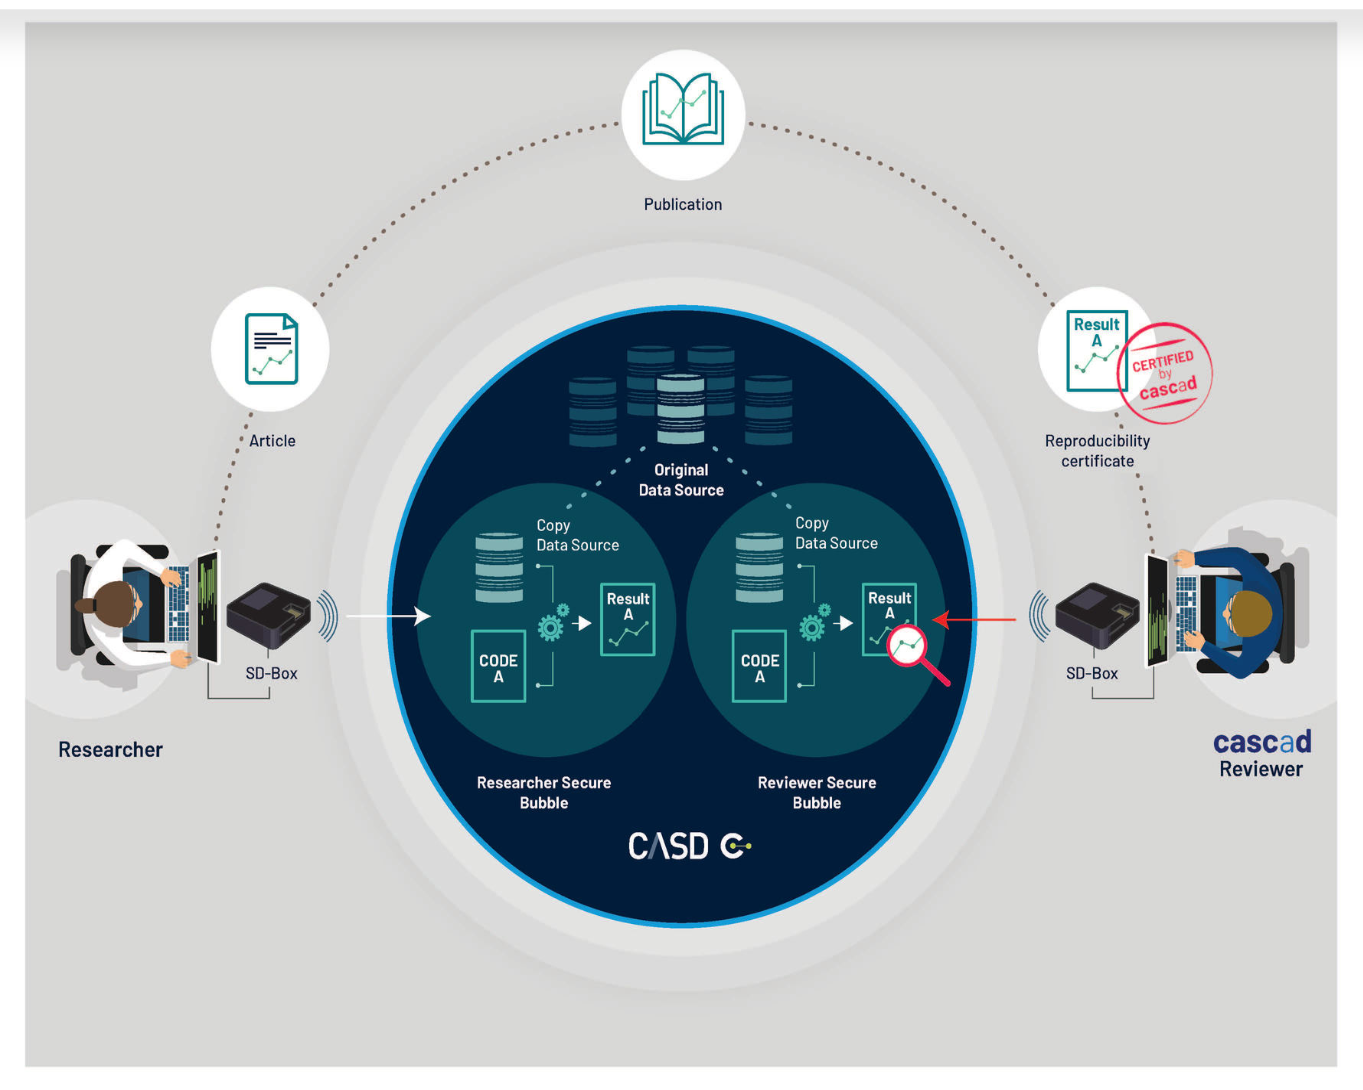 Publication
Result
A
CERTIFIED
by
cascad
Article
Reproducibility
certificate
Original
Data Source
Copy
Data Source
Result
A
CODE
A
Copy
Data Source
Result
A
CODE
A
SD-Box
SD-Box
Researcher
cascad
Reviewer
Researcher Secure
Bubble
Reviewer Secure
Bubble
CASD